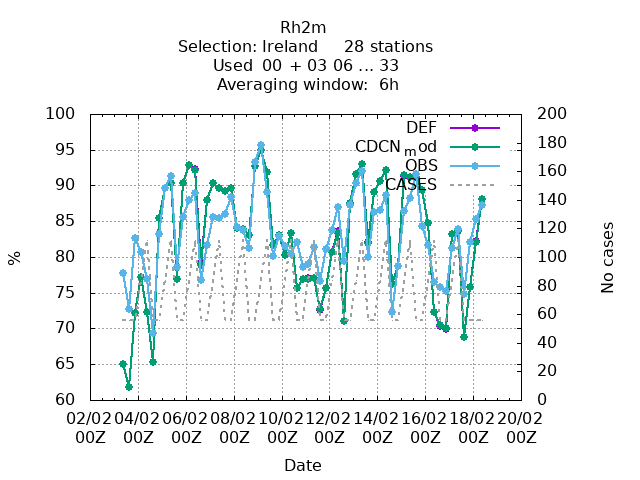 Rh2m
Selection: Ireland 28 stations
Used 00 + 03 06 ... 33
Averaging window: 6h
100 200
95 180
90 160
85 140
80 120
75 100
70 80
65 60
60 40
20
0
DEF
CDCNmod
OBS
CASES
%
No cases
02/02 04/02 06/02 08/02 10/02 12/02 14/02 16/02 18/02 20/02
00Z 00Z 00Z 00Z 00Z 00Z 00Z 00Z 00Z 00Z
Date